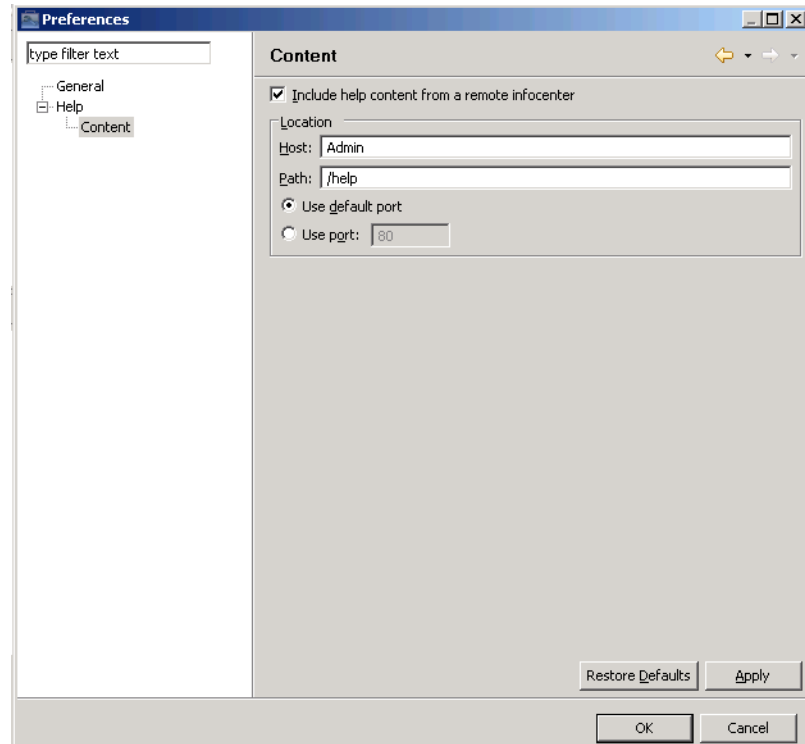 Preferences
type filter text
General
Help
Content
Content
Include help content from a remote infocenter
Location
Host: Admin
Path: /help
Use default port
Use port: 80
Restore Defaults Apply
OK Cancel